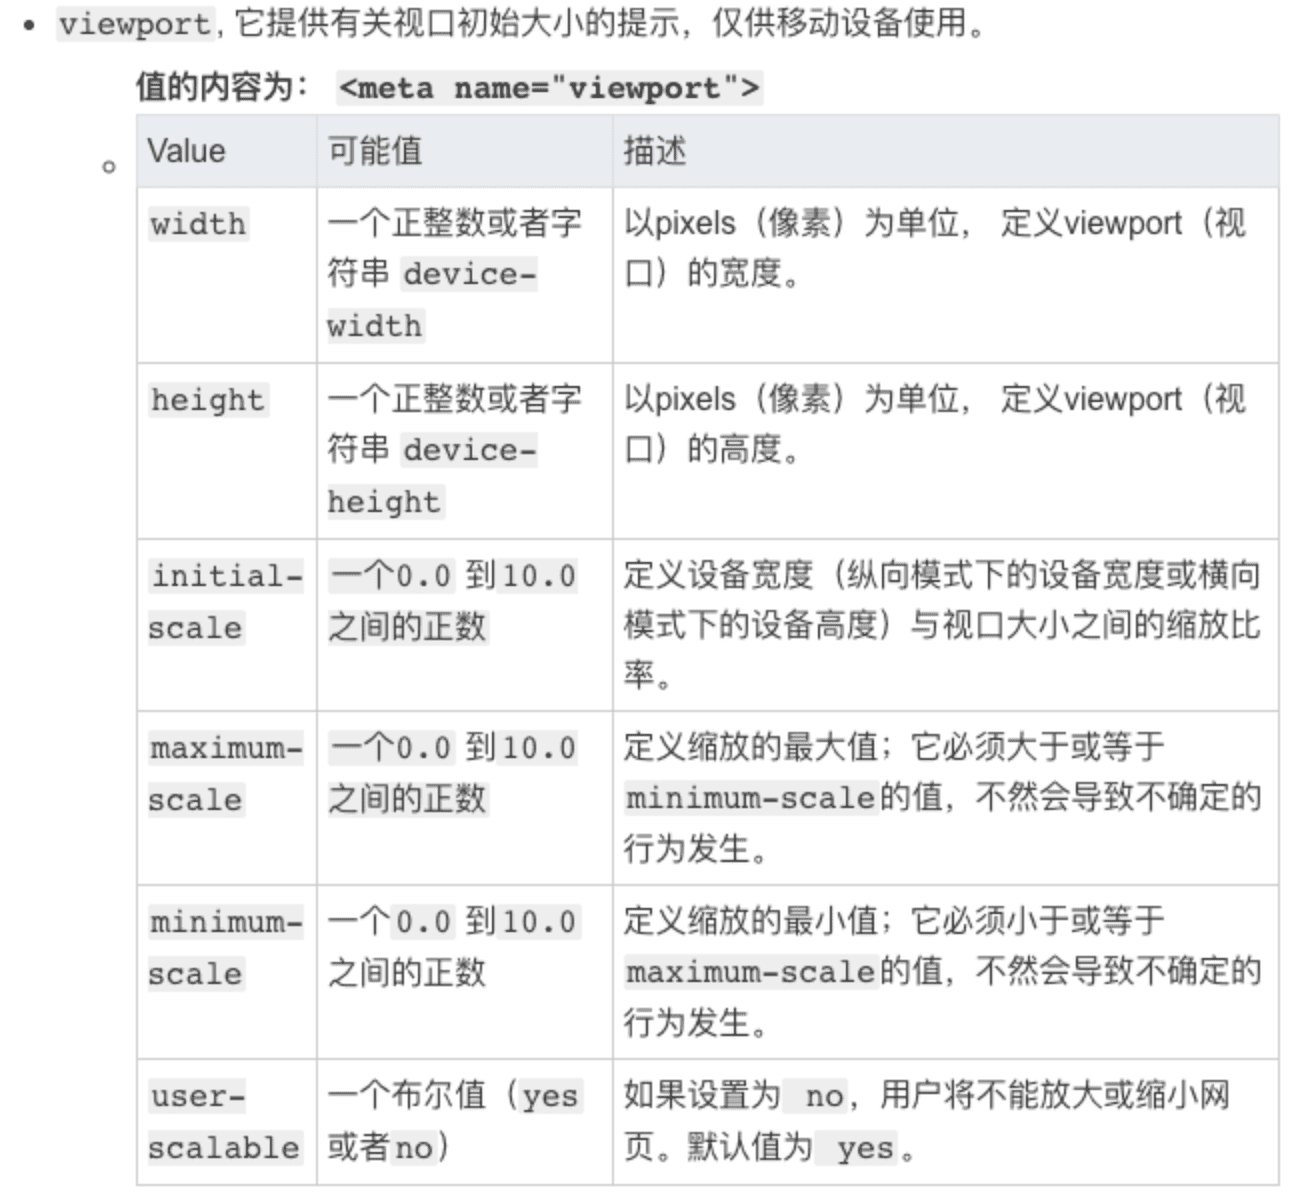 viewport, 它提供有关视口初始大小的提示，仅供移动设备使用。
值的内容为： <meta name="viewport">
Value 可能值 描述
width
一个正整数或者字
符串 device-
width
以pixels（像素）为单位， 定义viewport（视
口）的宽度。
height
一个正整数或者字
符串 device-
height
以pixels（像素）为单位， 定义viewport（视
口）的高度。
initial-
scale
一个0.0 到10.0
之间的正数
定义设备宽度（纵向模式下的设备宽度或横向
模式下的设备高度）与视口大小之间的缩放比
率。
maximum-
scale
一个0.0 到10.0
之间的正数
定义缩放的最大值；它必须大于或等于
minimum-scale的值，不然会导致不确定的
行为发生。
minimum-
scale
一个0.0 到10.0
之间的正数
定义缩放的最小值；它必须小于或等于
maximum-scale的值，不然会导致不确定的
行为发生。
user-
scalable
一个布尔值（yes
或者no）
如果设置为 no，用户将不能放大或缩小网
页。默认值为 yes。